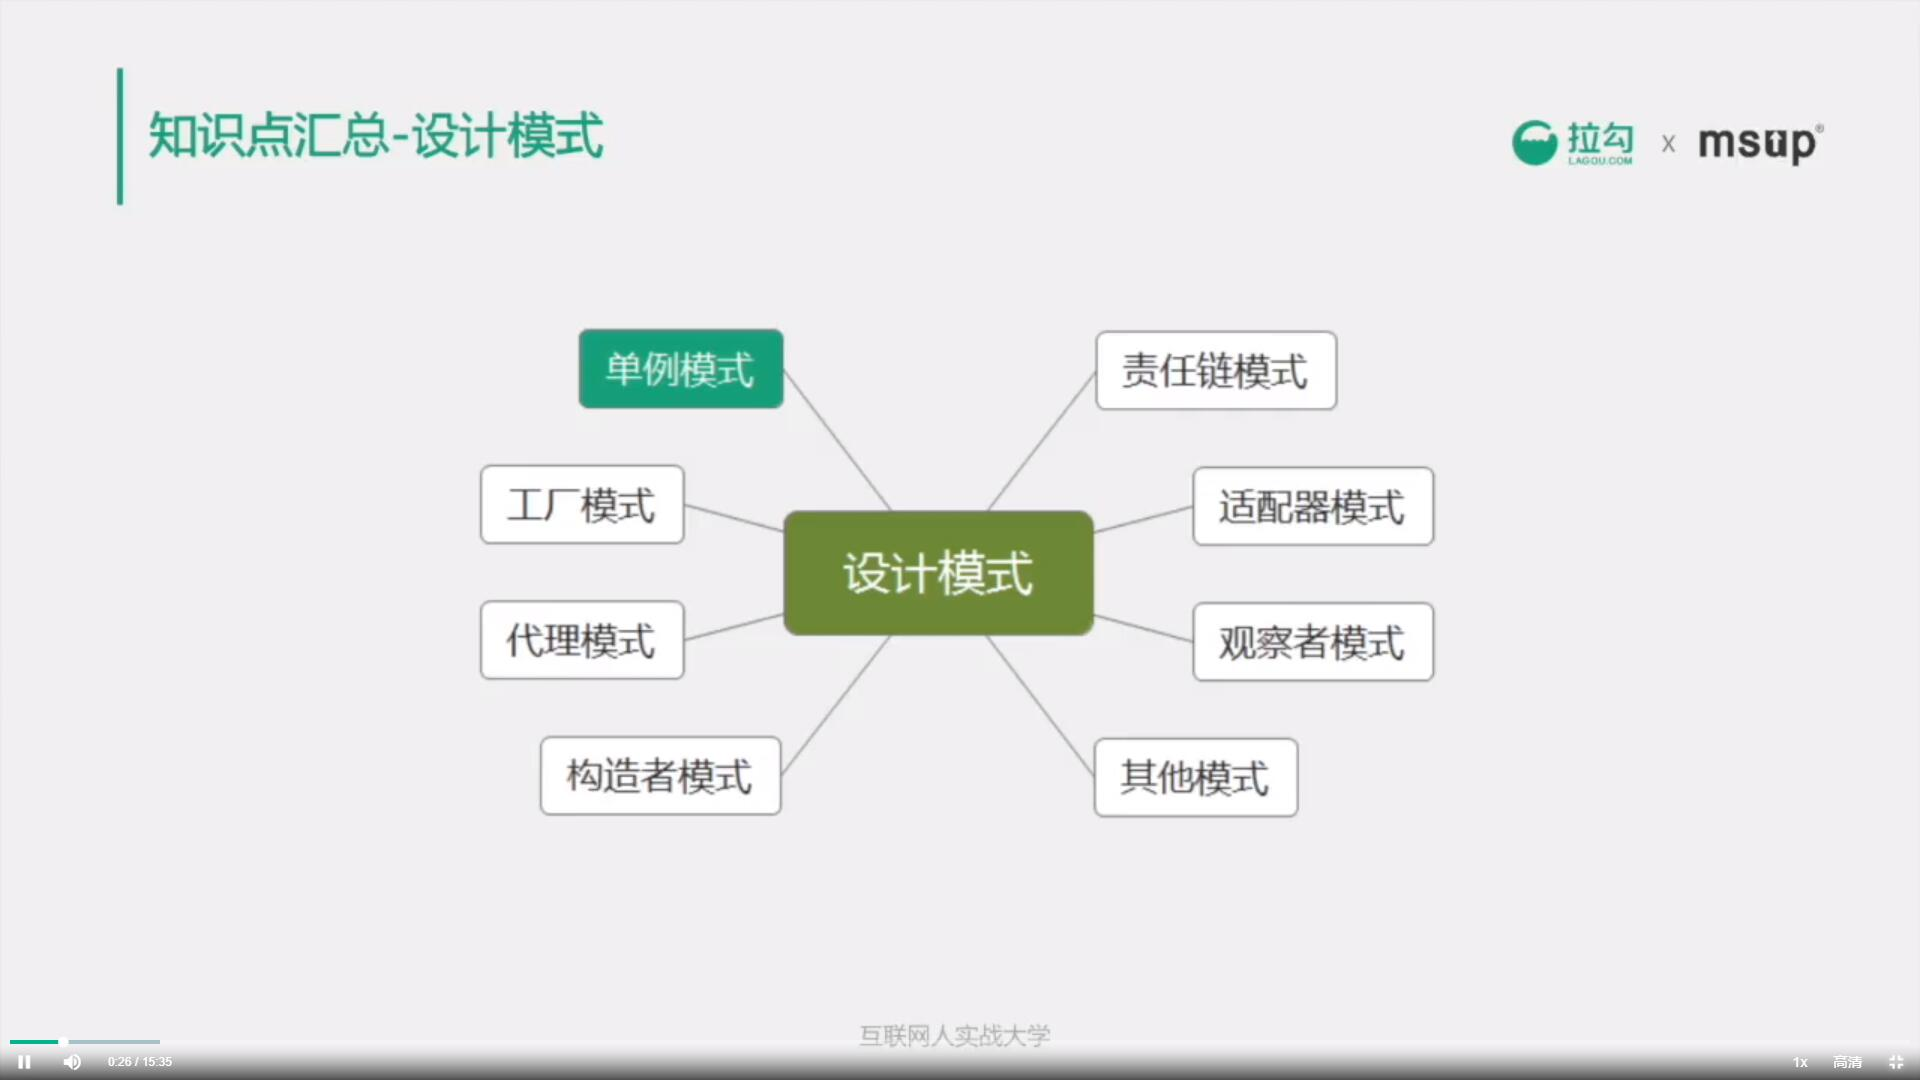 知识点汇总-设计模式
拉勾
LAGOU.COM
x
msup®
单例模式
责任链模式
工厂模式
适配器模式
设计模式
代理模式
观察者模式
构造者模式
其他模式
互联网人实战大学
0:26 / 15:35
1x
高清